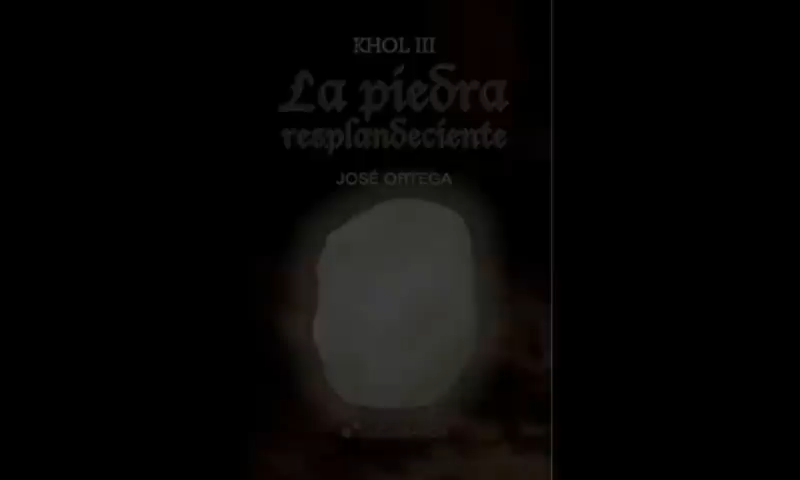 KHOL III
La piedra
resplandeciente
JOSÉ ORTEGA